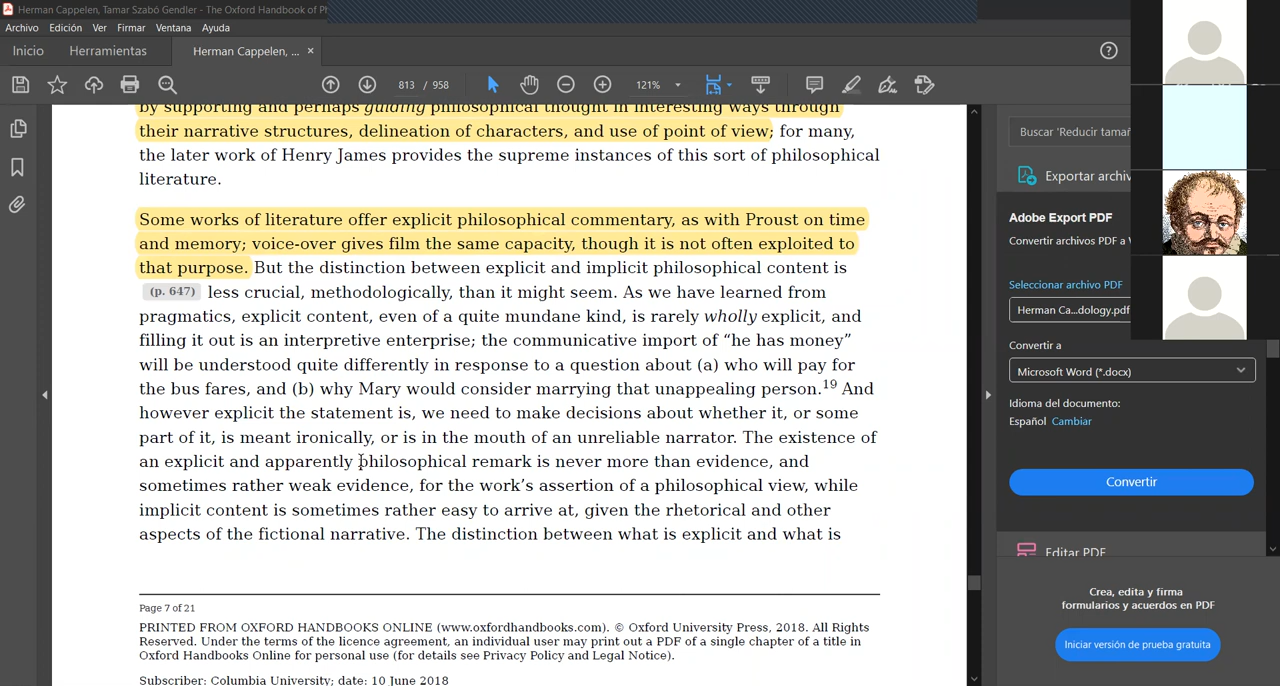 Herman Cappelen, Tamar Szabó Gendler - The Oxford Handbook of Ph
Archivo Edición Ver Firmar Ventana Ayuda
Inicio Herramientas Herman Cappelen, ... ×
813 / 958 121%
by supporting and perhaps guiding philosophical thought in interesting ways through
their narrative structures, delineation of characters, and use of point of view; for many,
the later work of Henry James provides the supreme instances of this sort of philosophical
literature.
Some works of literature offer explicit philosophical commentary, as with Proust on time
and memory; voice-over gives film the same capacity, though it is not often exploited to
that purpose. But the distinction between explicit and implicit philosophical content is
(p. 647) less crucial, methodologically, than it might seem. As we have learned from
pragmatics, explicit content, even of a quite mundane kind, is rarely wholly explicit, and
filling it out is an interpretive enterprise; the communicative import of “he has money”
will be understood quite differently in response to a question about (a) who will pay for
the bus fares, and (b) why Mary would consider marrying that unappealing person.19 And
however explicit the statement is, we need to make decisions about whether it, or some
part of it, is meant ironically, or is in the mouth of an unreliable narrator. The existence of
an explicit and apparently philosophical remark is never more than evidence, and
sometimes rather weak evidence, for the work’s assertion of a philosophical view, while
implicit content is sometimes rather easy to arrive at, given the rhetorical and other
aspects of the fictional narrative. The distinction between what is explicit and what is
Page 7 of 21
PRINTED FROM OXFORD HANDBOOKS ONLINE (www.oxfordhandbooks.com). © Oxford University Press, 2018. All Rights
Reserved. Under the terms of the licence agreement, an individual user may print out a PDF of a single chapter of a title in
Oxford Handbooks Online for personal use (for details see Privacy Policy and Legal Notice).
Subscriber: Columbia University; date: 10 June 2018
Buscar 'Reducir tamañ
Exportar archiv
Adobe Export PDF
Convertir archivos PDF a
Seleccionar archivo PDF
Herman Ca...dology.pdf
Convertir a
Microsoft Word (*.docx)
Idioma del documento:
Español Cambiar
Convertir
Editar PDF
Crea, edita y firma
formularios y acuerdos en PDF
Iniciar versión de prueba gratuita